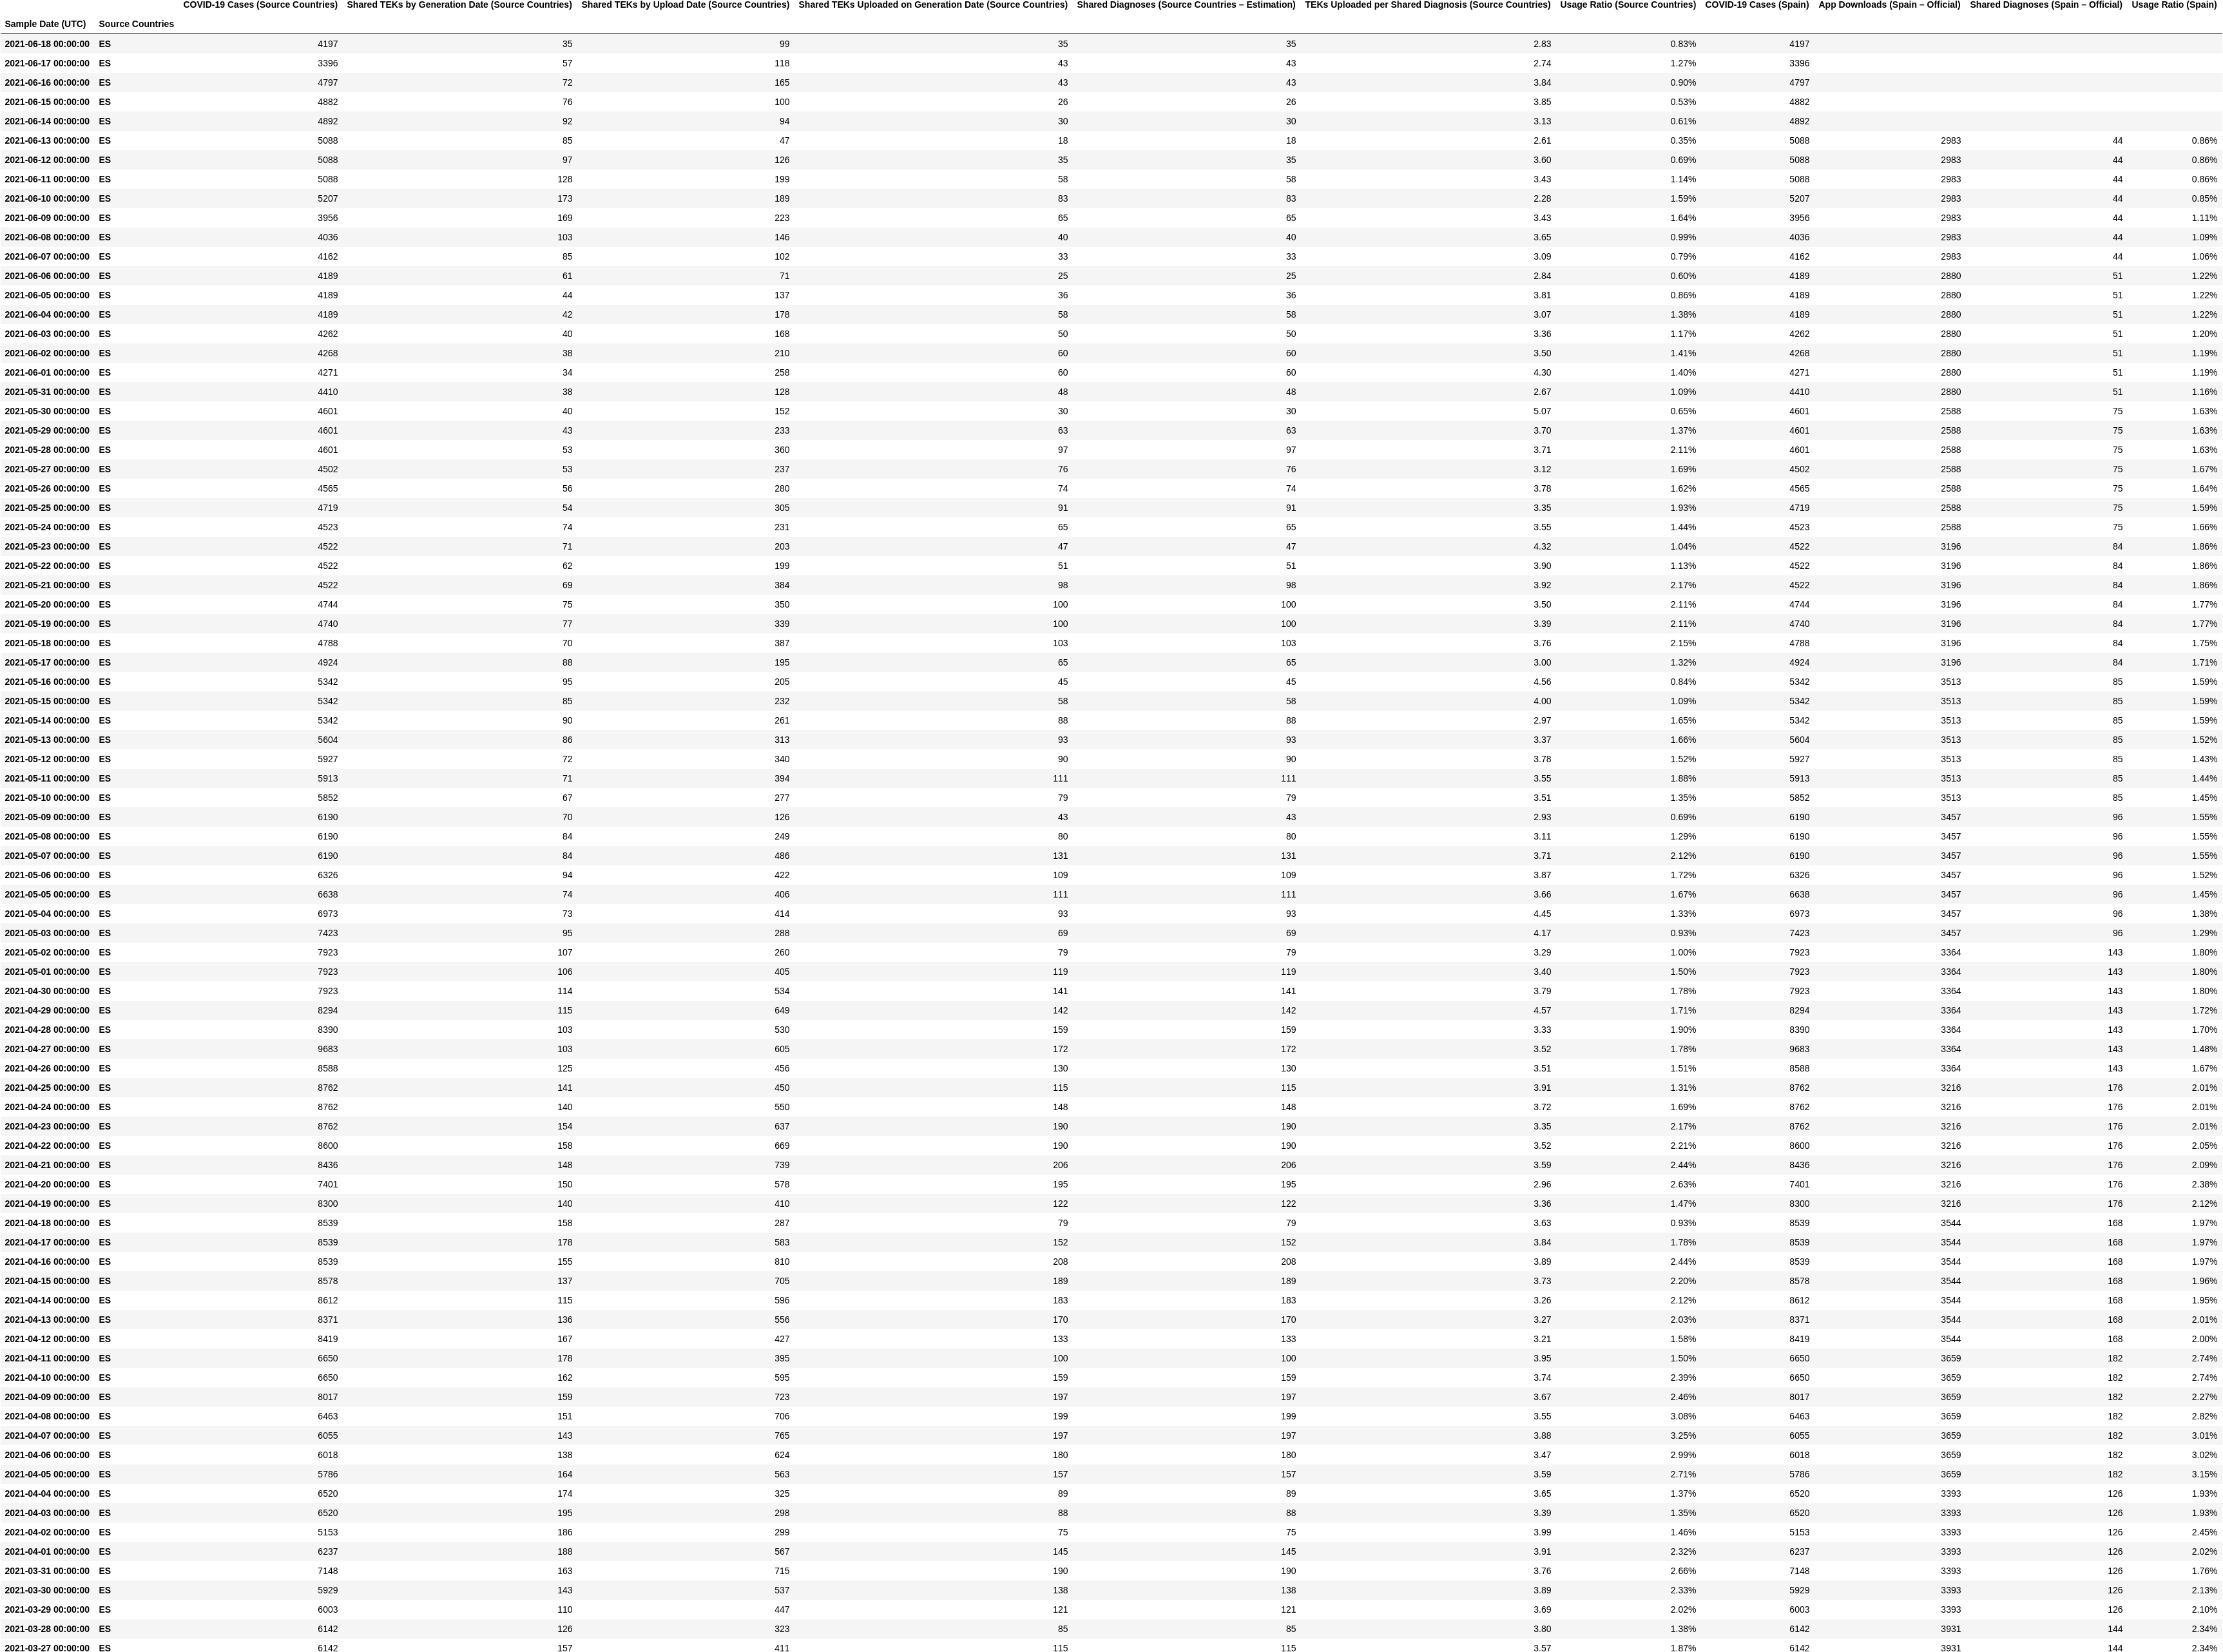 COVID-19 Cases (Source Countries) Shared TEKs by Generation Date (Source Countries) Shared TEKs by Upload Date (Source Countries) Shared TEKs Uploaded on Generation Date (Source Countries) Shared Diagnoses (Source Countries – Estimation) TEKs Uploaded per Shared Diagnosis (Source Countries) Usage Ratio (Source Countries) COVID-19 Cases (Spain) App Downloads (Spain – Official) Shared Diagnoses (Spain – Official) Usage Ratio (Spain)
Sample Date (UTC) Source Countries
2021-06-18 00:00:00 ES 4197 35 99 35 35 2.83 0.83% 4197
2021-06-17 00:00:00 ES 3396 57 118 43 43 2.74 1.27% 3396
2021-06-16 00:00:00 ES 4797 72 165 43 43 3.84 0.90% 4797
2021-06-15 00:00:00 ES 4882 76 100 26 26 3.85 0.53% 4882
2021-06-14 00:00:00 ES 4892 92 94 30 30 3.13 0.61% 4892
2021-06-13 00:00:00 ES 5088 85 47 18 18 2.61 0.35% 5088 2983 44 0.86%
2021-06-12 00:00:00 ES 5088 97 126 35 35 3.60 0.69% 5088 2983 44 0.86%
2021-06-11 00:00:00 ES 5088 128 199 58 58 3.43 1.14% 5088 2983 44 0.86%
2021-06-10 00:00:00 ES 5207 173 189 83 83 2.28 1.59% 5207 2983 44 0.85%
2021-06-09 00:00:00 ES 3956 169 223 65 65 3.43 1.64% 3956 2983 44 1.11%
2021-06-08 00:00:00 ES 4036 103 146 40 40 3.65 0.99% 4036 2983 44 1.09%
2021-06-07 00:00:00 ES 4162 85 102 33 33 3.09 0.79% 4162 2983 44 1.06%
2021-06-06 00:00:00 ES 4189 61 71 25 25 2.84 0.60% 4189 2880 51 1.22%
2021-06-05 00:00:00 ES 4189 44 137 36 36 3.81 0.86% 4189 2880 51 1.22%
2021-06-04 00:00:00 ES 4189 42 178 58 58 3.07 1.38% 4189 2880 51 1.22%
2021-06-03 00:00:00 ES 4262 40 168 50 50 3.36 1.17% 4262 2880 51 1.20%
2021-06-02 00:00:00 ES 4268 38 210 60 60 3.50 1.41% 4268 2880 51 1.19%
2021-06-01 00:00:00 ES 4271 34 258 60 60 4.30 1.40% 4271 2880 51 1.19%
2021-05-31 00:00:00 ES 4410 38 128 48 48 2.67 1.09% 4410 2880 51 1.16%
2021-05-30 00:00:00 ES 4601 40 152 30 30 5.07 0.65% 4601 2588 75 1.63%
2021-05-29 00:00:00 ES 4601 43 233 63 63 3.70 1.37% 4601 2588 75 1.63%
2021-05-28 00:00:00 ES 4601 53 360 97 97 3.71 2.11% 4601 2588 75 1.63%
2021-05-27 00:00:00 ES 4502 53 237 76 76 3.12 1.69% 4502 2588 75 1.67%
2021-05-26 00:00:00 ES 4565 56 280 74 74 3.78 1.62% 4565 2588 75 1.64%
2021-05-25 00:00:00 ES 4719 54 305 91 91 3.35 1.93% 4719 2588 75 1.59%
2021-05-24 00:00:00 ES 4523 74 231 65 65 3.55 1.44% 4523 2588 75 1.66%
2021-05-23 00:00:00 ES 4522 71 203 47 47 4.32 1.04% 4522 3196 84 1.86%
2021-05-22 00:00:00 ES 4522 62 199 51 51 3.90 1.13% 4522 3196 84 1.86%
2021-05-21 00:00:00 ES 4522 69 384 98 98 3.92 2.17% 4522 3196 84 1.86%
2021-05-20 00:00:00 ES 4744 75 350 100 100 3.50 2.11% 4744 3196 84 1.77%
2021-05-19 00:00:00 ES 4740 77 339 100 100 3.39 2.11% 4740 3196 84 1.77%
2021-05-18 00:00:00 ES 4788 70 387 103 103 3.76 2.15% 4788 3196 84 1.75%
2021-05-17 00:00:00 ES 4924 88 195 65 65 3.00 1.32% 4924 3196 84 1.71%
2021-05-16 00:00:00 ES 5342 95 205 45 45 4.56 0.84% 5342 3513 85 1.59%
2021-05-15 00:00:00 ES 5342 85 232 58 58 4.00 1.09% 5342 3513 85 1.59%
2021-05-14 00:00:00 ES 5342 90 261 88 88 2.97 1.65% 5342 3513 85 1.59%
2021-05-13 00:00:00 ES 5604 86 313 93 93 3.37 1.66% 5604 3513 85 1.52%
2021-05-12 00:00:00 ES 5927 72 340 90 90 3.78 1.52% 5927 3513 85 1.43%
2021-05-11 00:00:00 ES 5913 71 394 111 111 3.55 1.88% 5913 3513 85 1.44%
2021-05-10 00:00:00 ES 5852 67 277 79 79 3.51 1.35% 5852 3513 85 1.45%
2021-05-09 00:00:00 ES 6190 70 126 43 43 2.93 0.69% 6190 3457 96 1.55%
2021-05-08 00:00:00 ES 6190 84 249 80 80 3.11 1.29% 6190 3457 96 1.55%
2021-05-07 00:00:00 ES 6190 84 486 131 131 3.71 2.12% 6190 3457 96 1.55%
2021-05-06 00:00:00 ES 6326 94 422 109 109 3.87 1.72% 6326 3457 96 1.52%
2021-05-05 00:00:00 ES 6638 74 406 111 111 3.66 1.67% 6638 3457 96 1.45%
2021-05-04 00:00:00 ES 6973 73 414 93 93 4.45 1.33% 6973 3457 96 1.38%
2021-05-03 00:00:00 ES 7423 95 288 69 69 4.17 0.93% 7423 3457 96 1.29%
2021-05-02 00:00:00 ES 7923 107 260 79 79 3.29 1.00% 7923 3364 143 1.80%
2021-05-01 00:00:00 ES 7923 106 405 119 119 3.40 1.50% 7923 3364 143 1.80%
2021-04-30 00:00:00 ES 7923 114 534 141 141 3.79 1.78% 7923 3364 143 1.80%
2021-04-29 00:00:00 ES 8294 115 649 142 142 4.57 1.71% 8294 3364 143 1.72%
2021-04-28 00:00:00 ES 8390 103 530 159 159 3.33 1.90% 8390 3364 143 1.70%
2021-04-27 00:00:00 ES 9683 103 605 172 172 3.52 1.78% 9683 3364 143 1.48%
2021-04-26 00:00:00 ES 8588 125 456 130 130 3.51 1.51% 8588 3364 143 1.67%
2021-04-25 00:00:00 ES 8762 141 450 115 115 3.91 1.31% 8762 3216 176 2.01%
2021-04-24 00:00:00 ES 8762 140 550 148 148 3.72 1.69% 8762 3216 176 2.01%
2021-04-23 00:00:00 ES 8762 154 637 190 190 3.35 2.17% 8762 3216 176 2.01%
2021-04-22 00:00:00 ES 8600 158 669 190 190 3.52 2.21% 8600 3216 176 2.05%
2021-04-21 00:00:00 ES 8436 148 739 206 206 3.59 2.44% 8436 3216 176 2.09%
2021-04-20 00:00:00 ES 7401 150 578 195 195 2.96 2.63% 7401 3216 176 2.38%
2021-04-19 00:00:00 ES 8300 140 410 122 122 3.36 1.47% 8300 3216 176 2.12%
2021-04-18 00:00:00 ES 8539 158 287 79 79 3.63 0.93% 8539 3544 168 1.97%
2021-04-17 00:00:00 ES 8539 178 583 152 152 3.84 1.78% 8539 3544 168 1.97%
2021-04-16 00:00:00 ES 8539 155 810 208 208 3.89 2.44% 8539 3544 168 1.97%
2021-04-15 00:00:00 ES 8578 137 705 189 189 3.73 2.20% 8578 3544 168 1.96%
2021-04-14 00:00:00 ES 8612 115 596 183 183 3.26 2.12% 8612 3544 168 1.95%
2021-04-13 00:00:00 ES 8371 136 556 170 170 3.27 2.03% 8371 3544 168 2.01%
2021-04-12 00:00:00 ES 8419 167 427 133 133 3.21 1.58% 8419 3544 168 2.00%
2021-04-11 00:00:00 ES 6650 178 395 100 100 3.95 1.50% 6650 3659 182 2.74%
2021-04-10 00:00:00 ES 6650 162 595 159 159 3.74 2.39% 6650 3659 182 2.74%
2021-04-09 00:00:00 ES 8017 159 723 197 197 3.67 2.46% 8017 3659 182 2.27%
2021-04-08 00:00:00 ES 6463 151 706 199 199 3.55 3.08% 6463 3659 182 2.82%
2021-04-07 00:00:00 ES 6055 143 765 197 197 3.88 3.25% 6055 3659 182 3.01%
2021-04-06 00:00:00 ES 6018 138 624 180 180 3.47 2.99% 6018 3659 182 3.02%
2021-04-05 00:00:00 ES 5786 164 563 157 157 3.59 2.71% 5786 3659 182 3.15%
2021-04-04 00:00:00 ES 6520 174 325 89 89 3.65 1.37% 6520 3393 126 1.93%
2021-04-03 00:00:00 ES 6520 195 298 88 88 3.39 1.35% 6520 3393 126 1.93%
2021-04-02 00:00:00 ES 5153 186 299 75 75 3.99 1.46% 5153 3393 126 2.45%
2021-04-01 00:00:00 ES 6237 188 567 145 145 3.91 2.32% 6237 3393 126 2.02%
2021-03-31 00:00:00 ES 7148 163 715 190 190 3.76 2.66% 7148 3393 126 1.76%
2021-03-30 00:00:00 ES 5929 143 537 138 138 3.89 2.33% 5929 3393 126 2.13%
2021-03-29 00:00:00 ES 6003 110 447 121 121 3.69 2.02% 6003 3393 126 2.10%
2021-03-28 00:00:00 ES 6142 126 323 85 85 3.80 1.38% 6142 3931 144 2.34%
2021-03-27 00:00:00 ES 6142 157 411 115 115 3.57 1.87% 6142 3931 144 2.34%